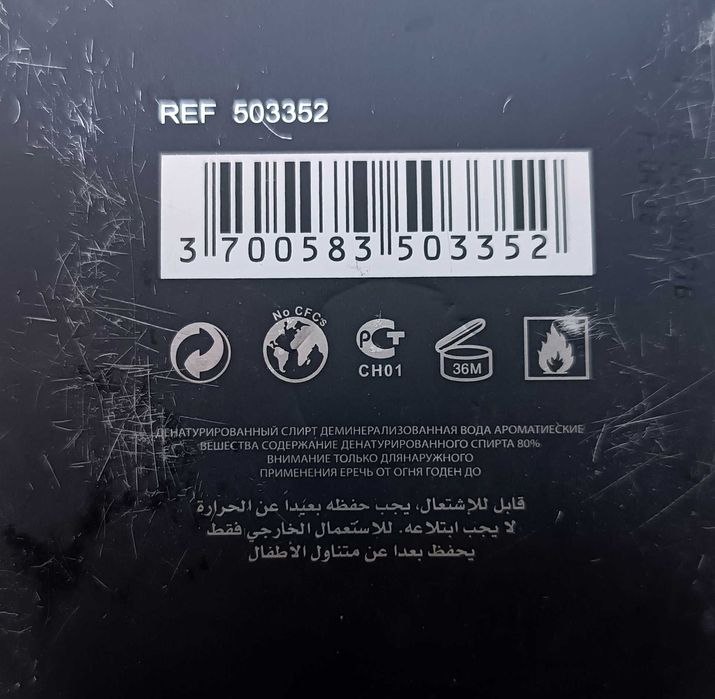 REF 503352
3 700583 503352
No CFCs
РСТ
CH01
36M
ДЕНАТУРИРОВАННЫЙ СЛИРТ ДЕМИНЕРАЛИЗОВАННАЯ ВОДА АРОМАТИЕСКИЕ
ВЕШЕСТВА СОДЕРЖАНИЕ ДЕНАТУРИРОВАННОГО СПИРТА 80%
ВНИМАНИЕ ТОЛЬКО ДЛЯНАРУЖНОГО
ПРИМЕНЕНИЯ ЕРЕЧЬ ОТ ОГНЯ ГОДЕН ДО
قابل للإشتعال، يجب حفظه بعيداً عن الحرارة
لا يجب ابتلاعه. للاستعمال الخارجي فقط
يحفظ بعدا عن متناول الأطفال